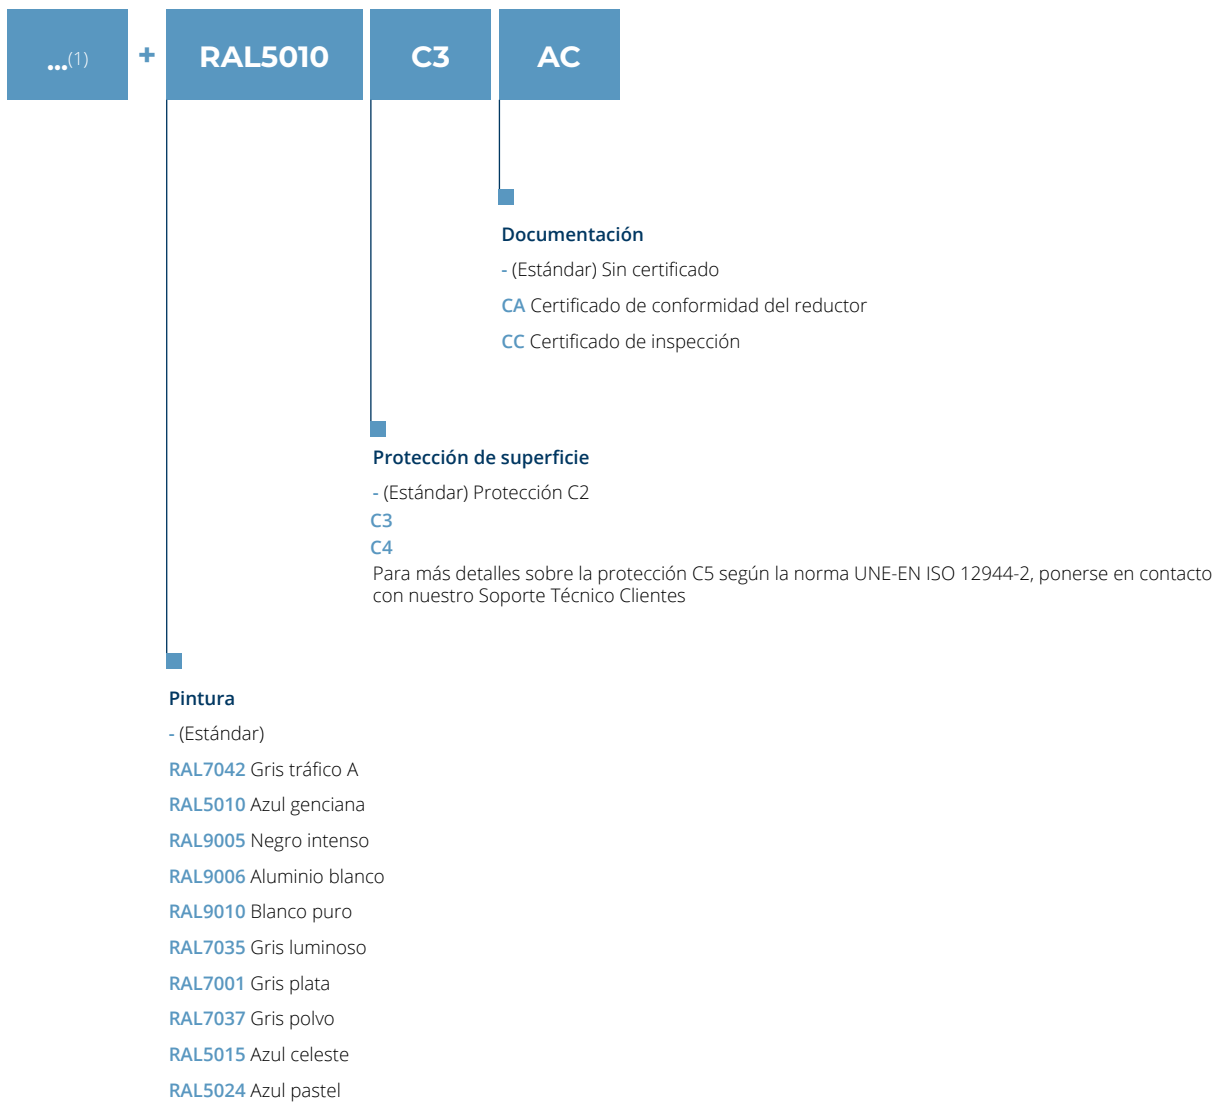 ...(1) + RAL5010 C3 AC
Documentación
- (Estándar) Sin certificado
CA Certificado de conformidad del reductor
CC Certificado de inspección
Protección de superficie
- (Estándar) Protección C2
C3
C4
Para más detalles sobre la protección C5 según la norma UNE-EN ISO 12944-2, ponerse en contacto
con nuestro Soporte Técnico Clientes
Pintura
- (Estándar)
RAL7042 Gris tráfico A
RAL5010 Azul genciana
RAL9005 Negro intenso
RAL9006 Aluminio blanco
RAL9010 Blanco puro
RAL7035 Gris luminoso
RAL7001 Gris plata
RAL7037 Gris polvo
RAL5015 Azul celeste
RAL5024 Azul pastel